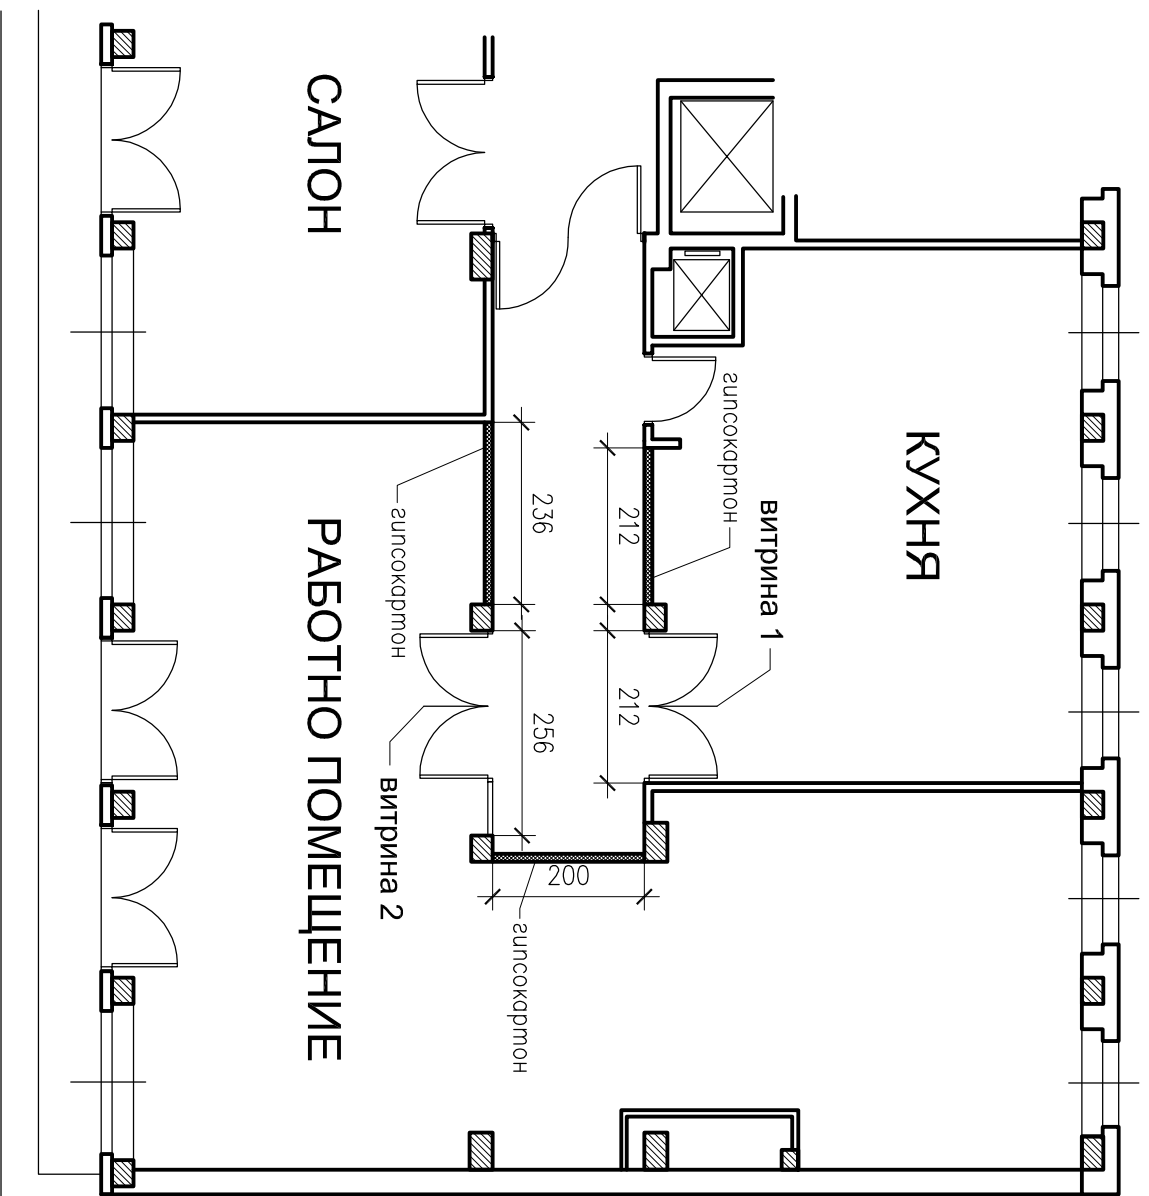 САЛОН
КУХНЯ
РАБОТНО ПОМЕЩЕНИЕ
витрина 1
витрина 2
гипсокартон
гипсокартон
гипсокартон
236
256
212
212
200